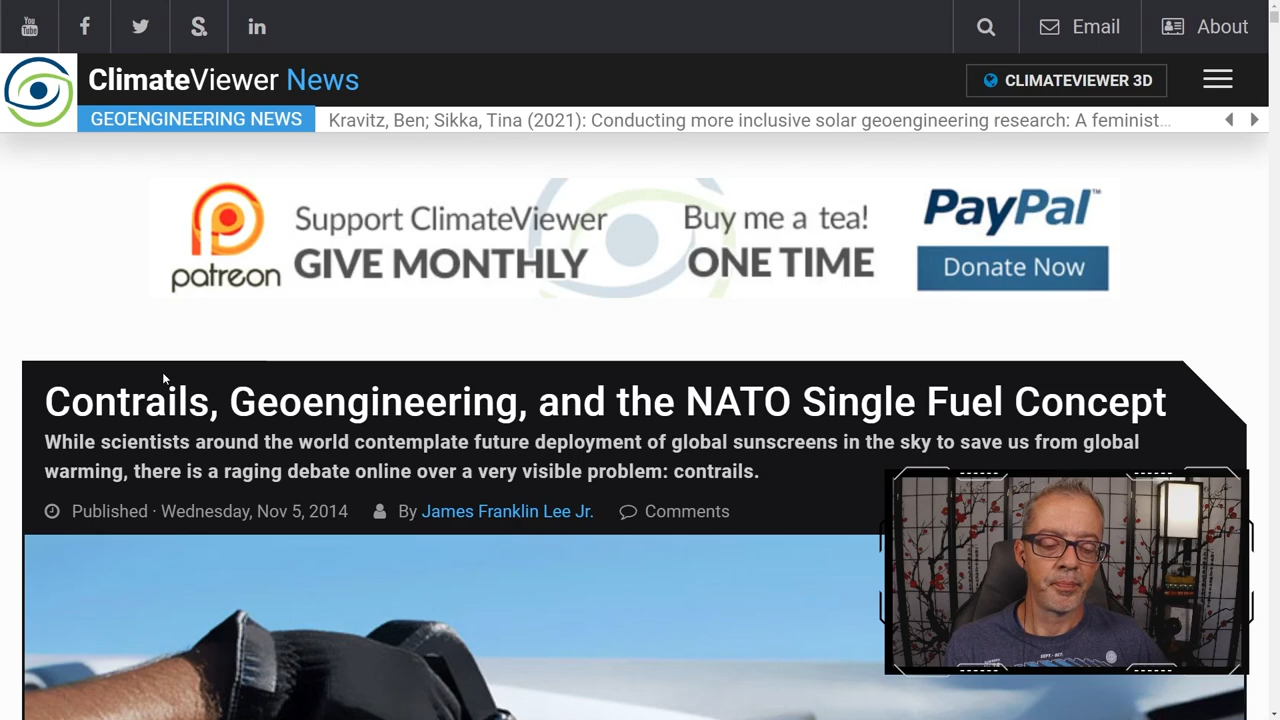 You Tube
Email
About
ClimateViewer News
CLIMATEVIEWER 3D
GEOENGINEERING NEWS
Kravitz, Ben; Sikka, Tina (2021): Conducting more inclusive solar geoengineering research: A feminist...
patreon
Support ClimateViewer
GIVE MONTHLY
Buy me a tea!
ONE TIME
PayPal™
Donate Now
Contrails, Geoengineering, and the NATO Single Fuel Concept
While scientists around the world contemplate future deployment of global sunscreens in the sky to save us from global
warming, there is a raging debate online over a very visible problem: contrails.
Published · Wednesday, Nov 5, 2014
By James Franklin Lee Jr.
Comments